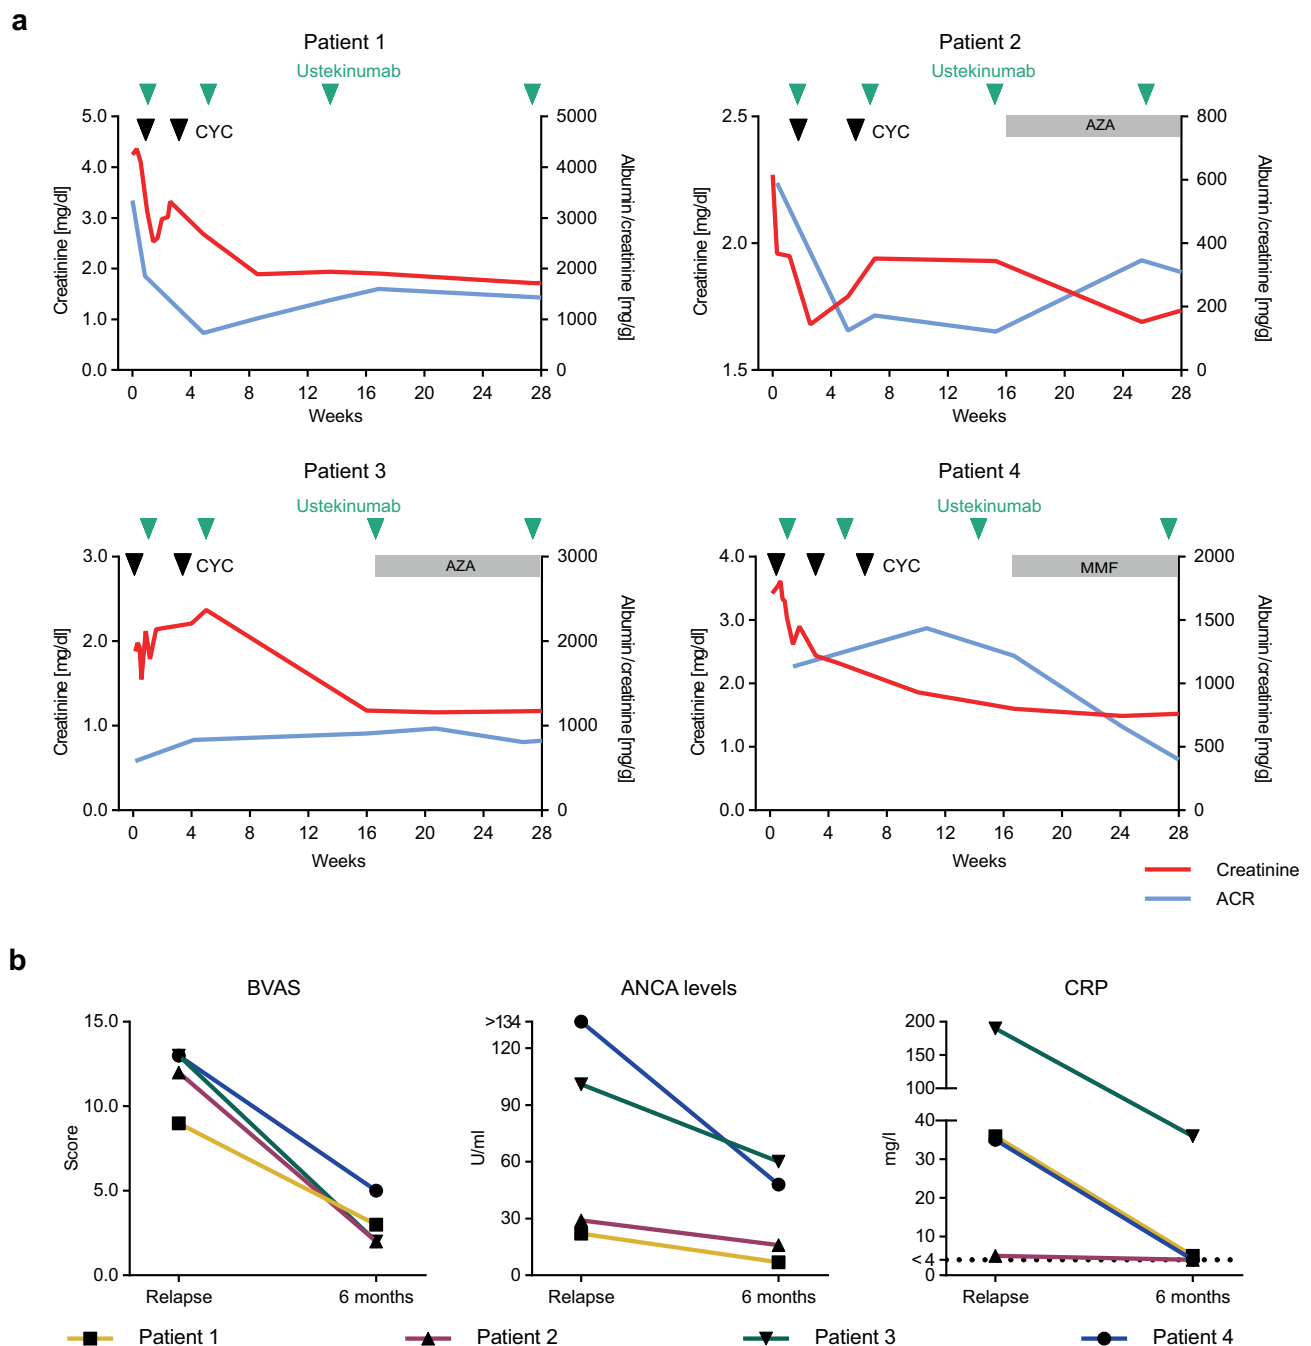 a
Patient 1
Ustekinumab
CYC
5.0
4.0
3.0
2.0
1.0
0.0
Creatinine [mg/dl]
5000
4000
3000
2000
1000
0
Albumin/creatinine [mg/g]
0 4 8 12 16 20 24 28
Weeks
Patient 2
Ustekinumab
CYC
AZA
2.5
2.0
1.5
Creatinine [mg/dl]
800
600
400
200
0
Albumin/creatinine [mg/g]
0 4 8 12 16 20 24 28
Weeks
Patient 3
Ustekinumab
CYC
AZA
3.0
2.0
1.0
0.0
Creatinine [mg/dl]
3000
2000
1000
0
Albumin/creatinine [mg/g]
0 4 8 12 16 20 24 28
Weeks
Patient 4
Ustekinumab
CYC
MMF
4.0
3.0
2.0
1.0
0.0
Creatinine [mg/dl]
2000
1500
1000
500
0
Albumin/creatinine [mg/g]
0 4 8 12 16 20 24 28
Weeks
Creatinine
ACR
b
BVAS
15.0
10.0
5.0
0.0
Score
Relapse 6 months
ANCA levels
>134
120
90
60
30
0
U/ml
Relapse 6 months
CRP
200
150
100
40
30
20
10
<4
0
mg/l
Relapse 6 months
Patient 1 Patient 2 Patient 3 Patient 4